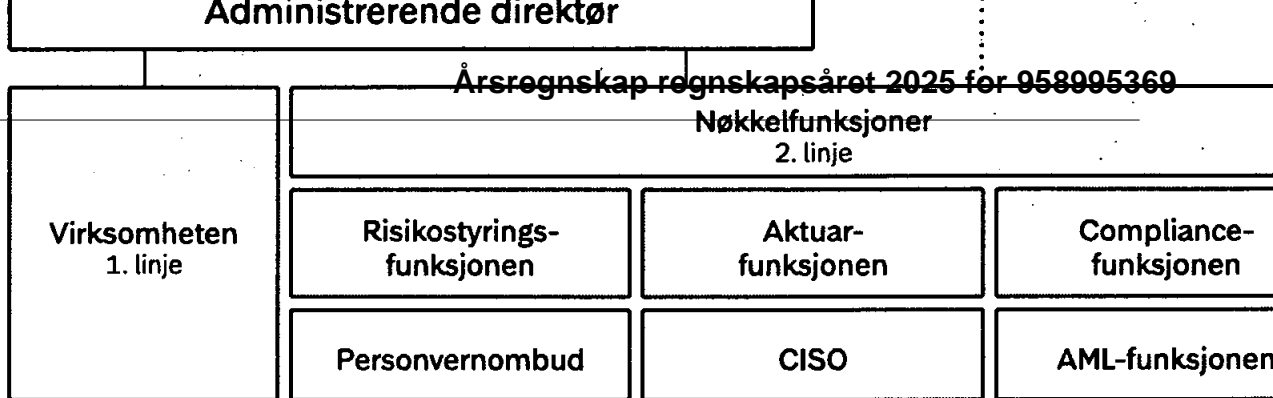 Administrerende direktør
Årsregnskap regnskapsåret 2025 for 958995369
Nøkkelfunksjoner
2. linje
Virksomheten
1. linje
Risikostyrings-
funksjonen
Aktuar-
funksjonen
Compliance-
funksjonen
Personvernombud
CISO
AML-funksjonen